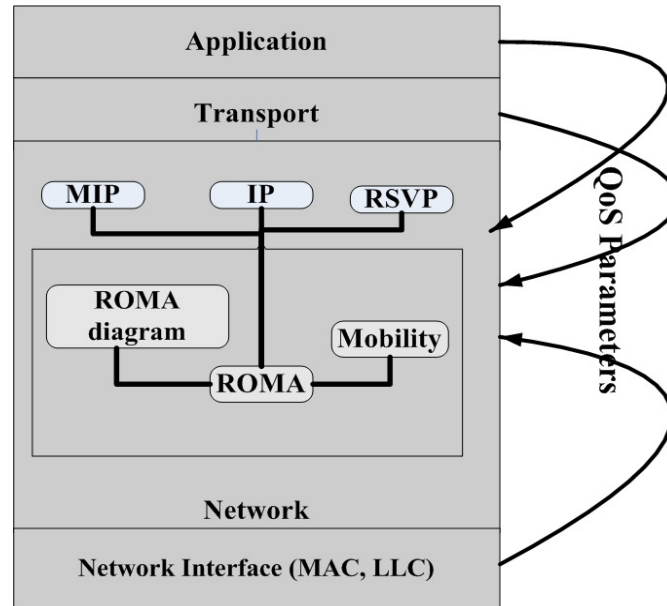 Application
Transport
MIP
IP
RSVP
ROMA
diagram
Mobility
ROMA
Network
Network Interface (MAC, LLC)
QoS Parameters